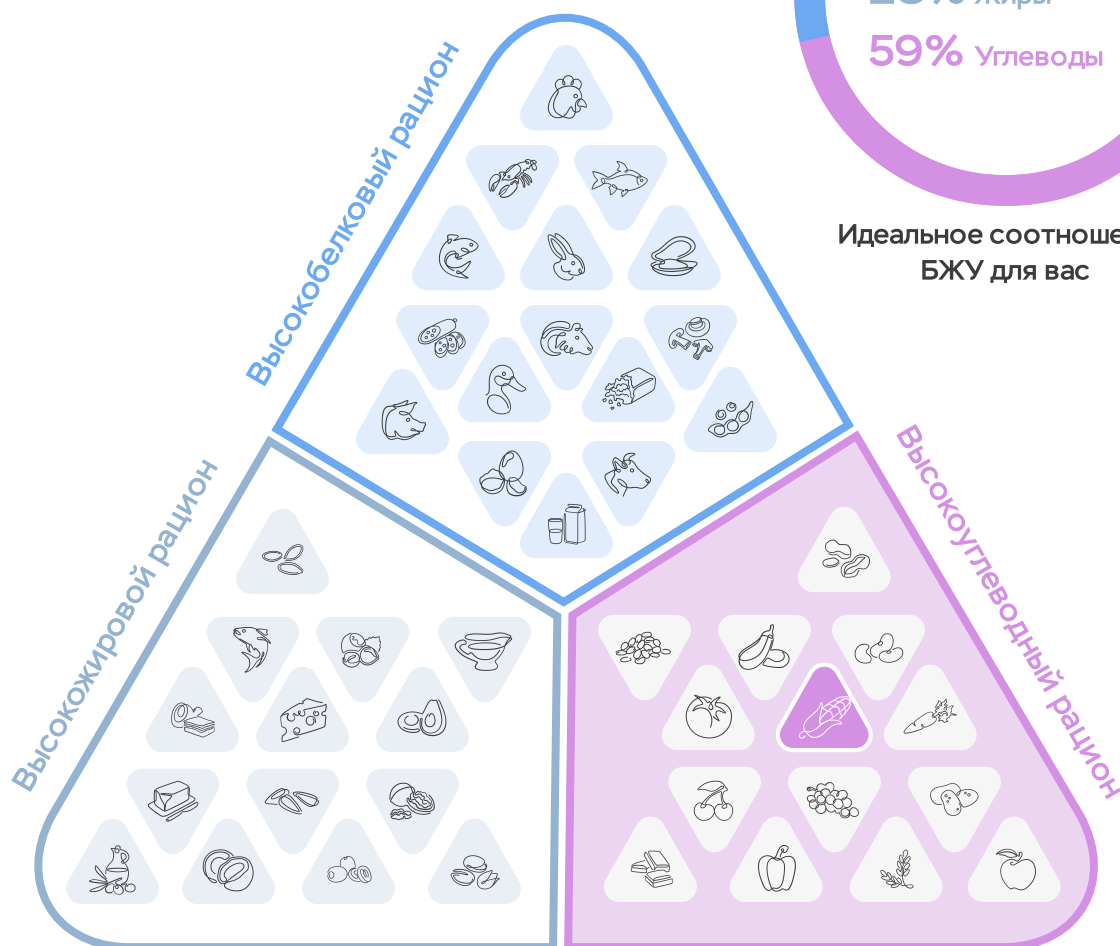 Жиры
59% Углеводы
Идеальное соотноше
БЖУ для вас
Высокобелковый рацион
Высокожировой рацион
Высокоуглеводный рацион